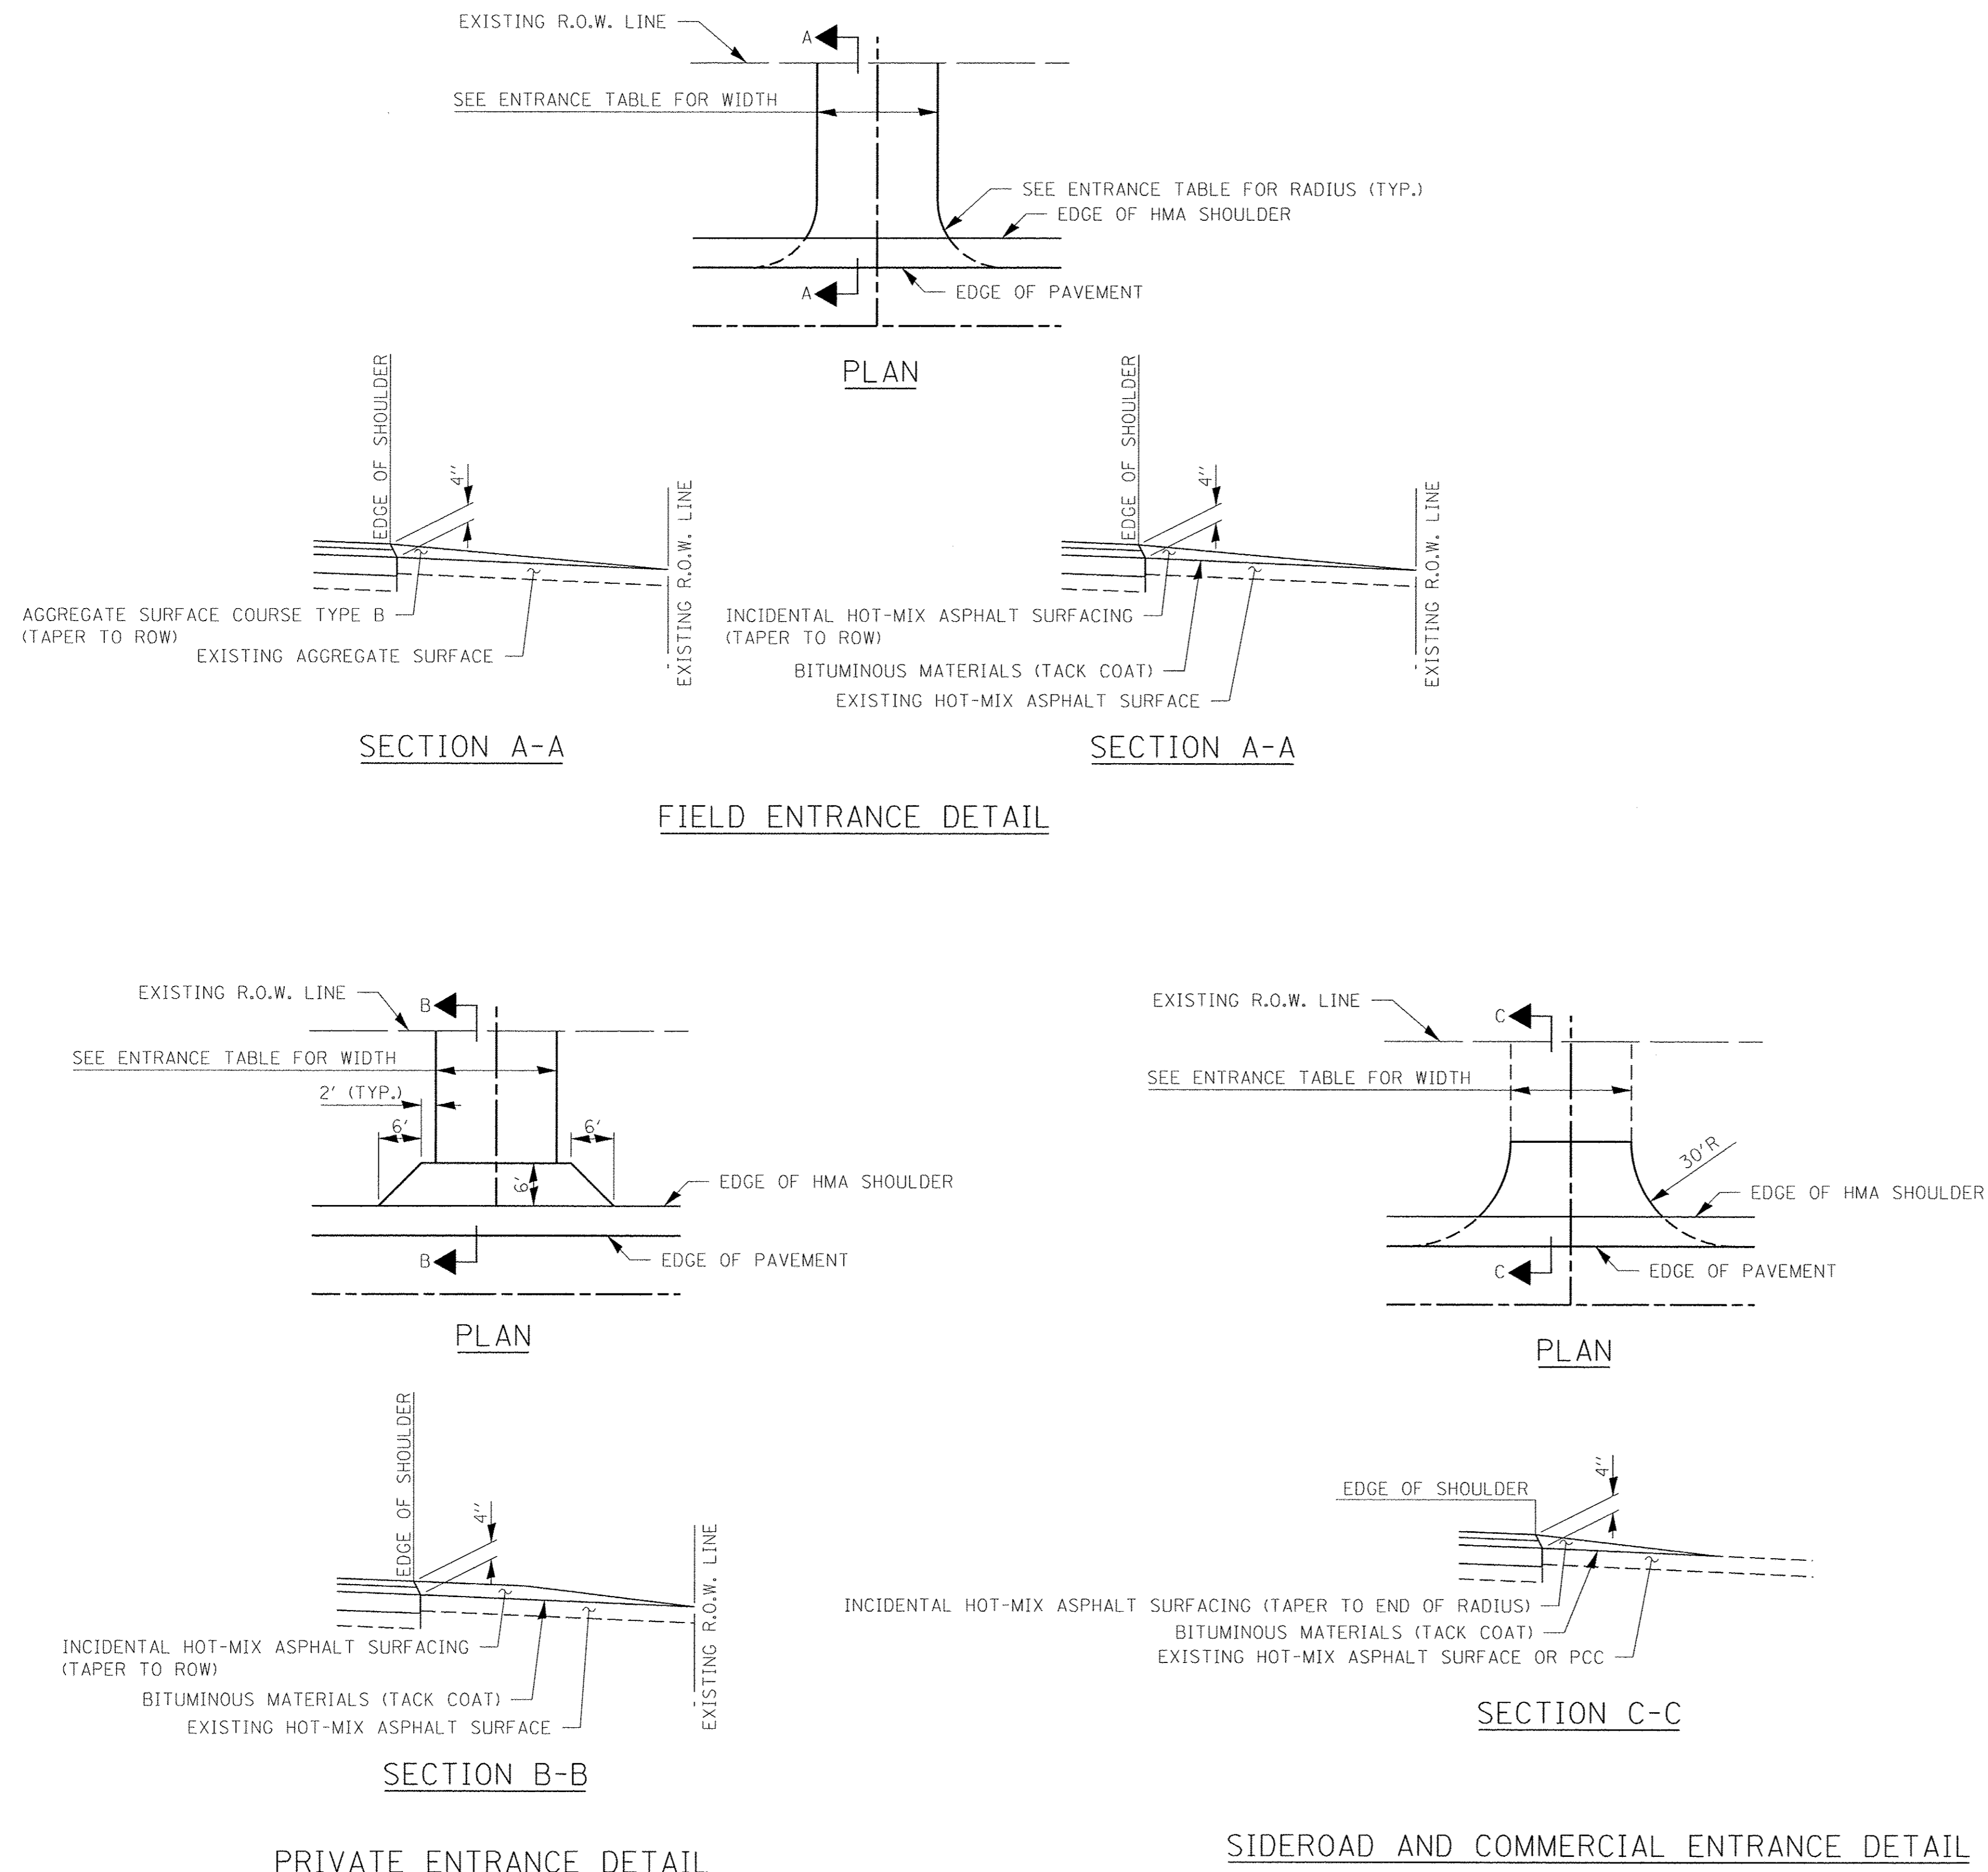 EXISTING R.O.W. LINE
A
SEE ENTRANCE TABLE FOR WIDTH
SEE ENTRANCE TABLE FOR RADIUS (TYP.)
EDGE OF HMA SHOULDER
A
EDGE OF PAVEMENT
PLAN
EDGE OF SHOULDER
4"
EXISTING R.O.W. LINE
AGGREGATE SURFACE COURSE TYPE B
(TAPER TO ROW)
EXISTING AGGREGATE SURFACE
SECTION A-A
EDGE OF SHOULDER
4"
EXISTING R.O.W. LINE
INCIDENTAL HOT-MIX ASPHALT SURFACING
(TAPER TO ROW)
BITUMINOUS MATERIALS (TACK COAT)
EXISTING HOT-MIX ASPHALT SURFACE
SECTION A-A
FIELD ENTRANCE DETAIL
EXISTING R.O.W. LINE
B
SEE ENTRANCE TABLE FOR WIDTH
2' (TYP.)
6'
6'
6'
EDGE OF HMA SHOULDER
B
EDGE OF PAVEMENT
PLAN
EDGE OF SHOULDER
4"
EXISTING R.O.W. LINE
INCIDENTAL HOT-MIX ASPHALT SURFACING
(TAPER TO ROW)
BITUMINOUS MATERIALS (TACK COAT)
EXISTING HOT-MIX ASPHALT SURFACE
SECTION B-B
PRIVATE ENTRANCE DETAIL
EXISTING R.O.W. LINE
C
SEE ENTRANCE TABLE FOR WIDTH
30'R
EDGE OF HMA SHOULDER
C
EDGE OF PAVEMENT
PLAN
EDGE OF SHOULDER
4"
INCIDENTAL HOT-MIX ASPHALT SURFACING (TAPER TO END OF RADIUS)
BITUMINOUS MATERIALS (TACK COAT)
EXISTING HOT-MIX ASPHALT SURFACE OR PCC
SECTION C-C
SIDEROAD AND COMMERCIAL ENTRANCE DETAIL